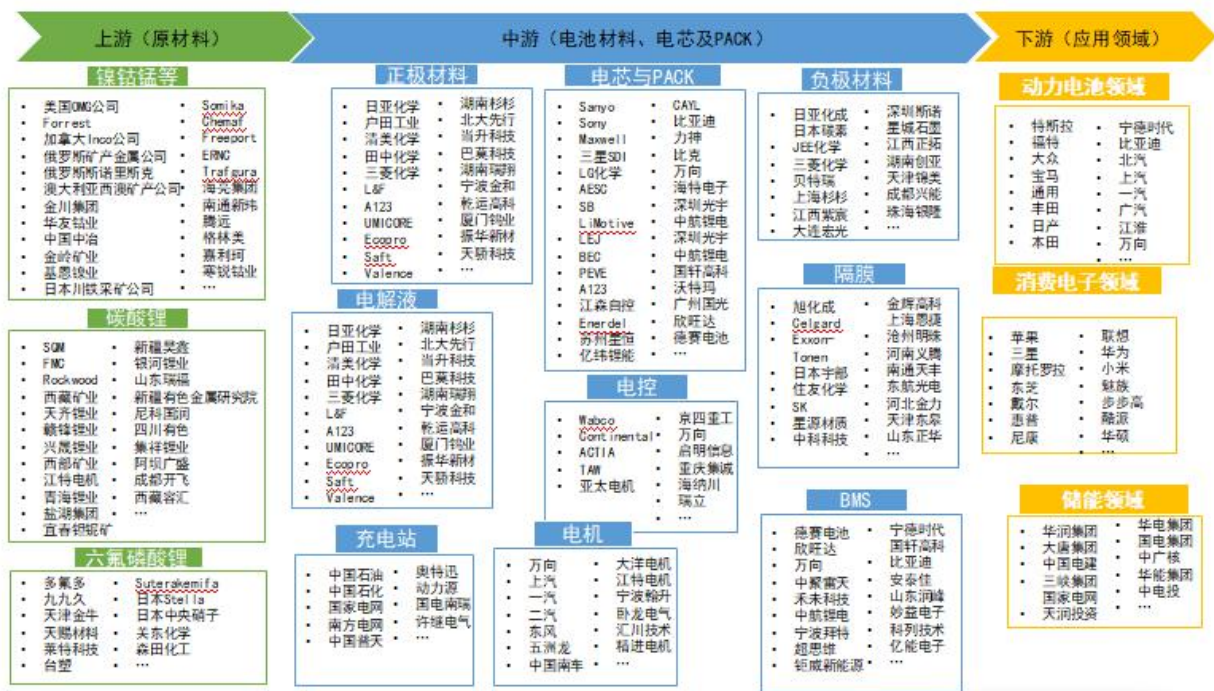 上游（原材料）
中游（电池材料、电芯及PACK）
下游（应用领域）
镍钴锰等
美国OMG公司
Forrest
加拿大Inco公司
俄罗斯矿产金属公司
俄罗斯斯诺里斯克
澳大利亚西澳矿产公司
金川集团
华友钴业
中国中冶
金岭矿业
基恩镍业
日本川铁采矿公司
Somika
Chemaf
Freeport
ERNC
Trafgura
海亮集团
南通新玮
腾远
格林美
嘉利珂
寒锐钴业
…
碳酸锂
SQM
FMC
Rockwood
西藏矿业
天齐锂业
赣锋锂业
兴晟锂业
西部矿业
江特电机
青海锂业
盐湖集团
宜春钽铌矿
新疆昊鑫
银河锂业
山东瑞福
新疆有色金属研究院
尼科国润
四川有色
集祥锂业
阿坝广盛
成都开飞
西藏容汇
…
六氟磷酸锂
多氟多
九九久
天津金牛
天赐材料
莱特科技
台塑
Suterakemifa
日本Stella
日本中央硝子
关东化学
森田化工
…
正极材料
日亚化学
户田工业
清美化学
田中化学
三菱化学
L&F
A123
UMICORE
Ecopro
Saft
Valence
湖南杉杉
北大先行
当升科技
巴莫科技
湖南瑞翔
宁波金和
乾运高科
厦门钨业
振华新材
天骄科技
…
电解液
日亚化学
户田工业
清美化学
田中化学
三菱化学
L&F
A123
UMICORE
Ecopro
Saft
Valence
湖南杉杉
北大先行
当升科技
巴莫科技
湖南瑞翔
宁波金和
乾运高科
厦门钨业
振华新材
天骄科技
…
充电站
中国石油
中国石化
国家电网
南方电网
中国普天
奥特迅
动力源
国电南瑞
许继电气
…
电芯与PACK
Sanyo
Sony
Maxwell
三星SDI
LG化学
AESC
SB
LiMotive
LEJ
BEC
PEVE
A123
江森自控
Enerdel
苏州星恒
亿纬锂能
CAYL
比亚迪
力神
比克
万向
海特电子
深圳光宇
中航锂电
深圳光宇
中航锂电
国轩高科
沃特玛
广州国光
欣旺达
德赛电池
…
电控
Wabco
Continental
ACTIA
TAW
亚太电机
京四重工
万向
启明信息
重庆集诚
海纳川
瑞立
…
电机
万向
上汽
一汽
二汽
东风
五洲龙
中国南车
大洋电机
江特电机
宁波翰升
卧龙电气
汇川技术
精进电机
…
负极材料
日亚化成
日本碳素
JEE化学
三菱化学
贝特瑞
上海杉杉
江西紫宸
大连宏光
深圳斯诺
星城石墨
江西正拓
湖南创亚
天津锦美
成都兴能
珠海银隆
…
隔膜
旭化成
Celgard
Exxon-
Tonen
日本宇部
住友化学
SK
星源材质
中科科技
金辉高科
上海恩捷
沧州明珠
河南义腾
南通天丰
东航光电
河北金力
天津东皋
山东正华
…
BMS
德赛电池
欣旺达
万向
中聚雷天
禾未科技
中航锂电
宁波拜特
超思维
钜威新能源
宁德时代
国轩高科
比亚迪
安泰佳
山东润峰
妙益电子
科列技术
亿能电子
…
动力电池领域
特斯拉
福特
大众
宝马
通用
丰田
日产
本田
宁德时代
比亚迪
北汽
上汽
一汽
广汽
江淮
万向
…
消费电子领域
苹果
三星
摩托罗拉
东芝
戴尔
惠普
尼康
联想
华为
小米
魅族
步步高
酷派
华硕
…
储能领域
华润集团
大唐集团
中国电建
三峡集团
国家电网
天润投资
华电集团
国电集团
中广核
华能集团
中电投
…